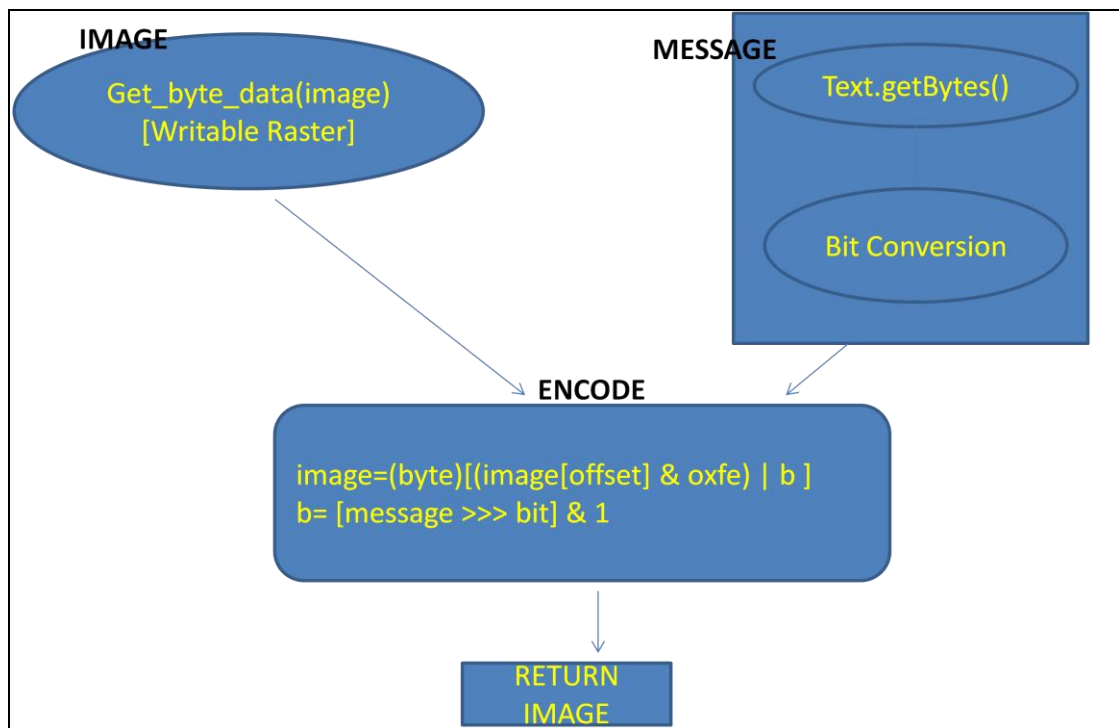 IMAGE
Get_byte_data(image)
[Writable Raster]
MESSAGE
Text.getBytes()
Bit Conversion
ENCODE
image=(byte)[(image[offset] & oxfe) | b ]
b= [message >>> bit] & 1
RETURN
IMAGE